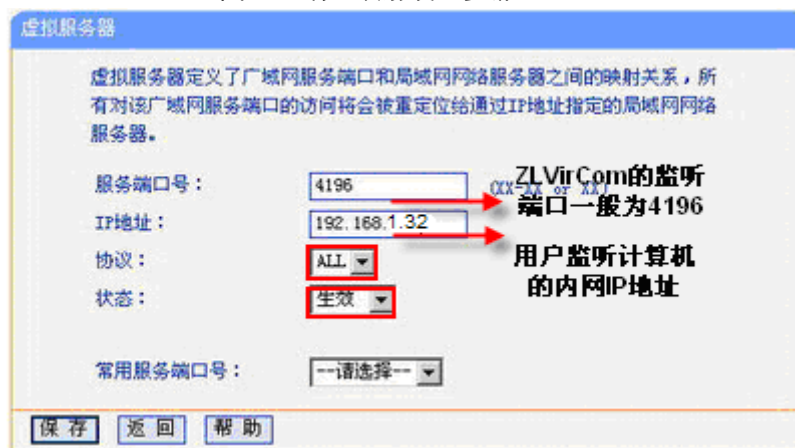 虚拟服务器
虚拟服务器定义了广域网服务端口和局域网网络服务器之间的映射关系，所
有对该广域网服务端口的访问将会被重定位给通过IP地址指定的局域网网络
服务器。
服务端口号： 4196 (XX-XX or XX) ZLVirCom的监听
端口一般为4196
IP地址： 192.168.1.32
用户监听计算机
的内网IP地址
协议： ALL
状态： 生效
常用服务端口号： --请选择--
保 存 返 回 帮 助